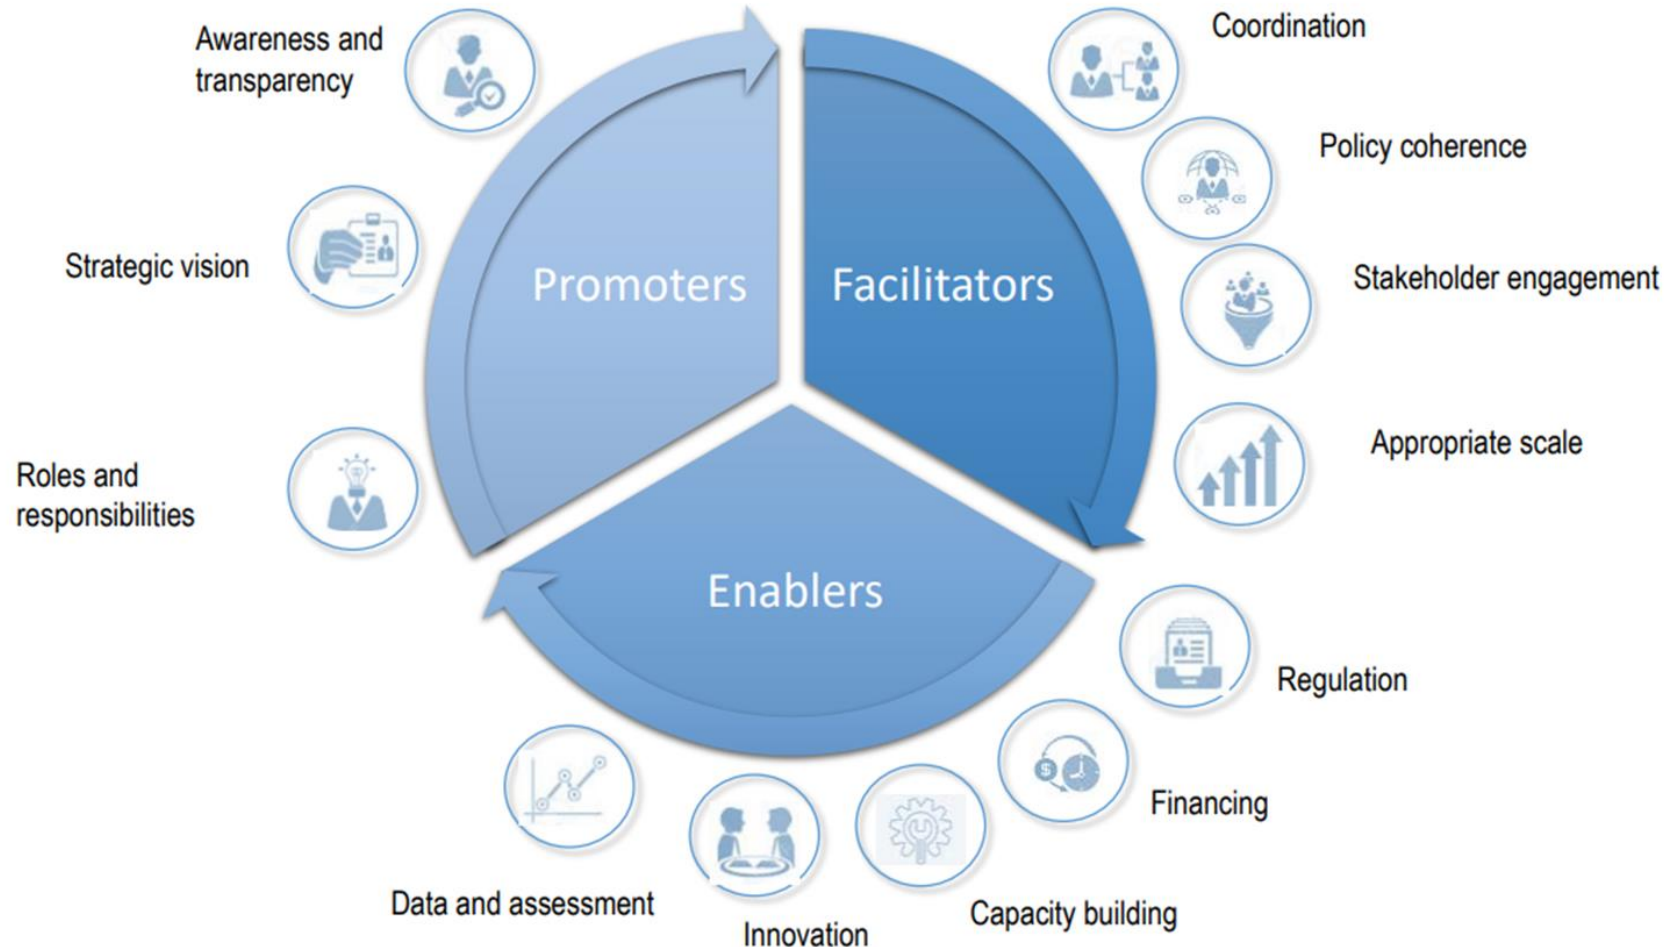 Awareness and
transparency
Strategic vision
Roles and
responsibilities
Promoters
Facilitators
Enablers
Coordination
Policy coherence
Stakeholder engagement
Appropriate scale
Regulation
Financing
Capacity building
Innovation
Data and assessment